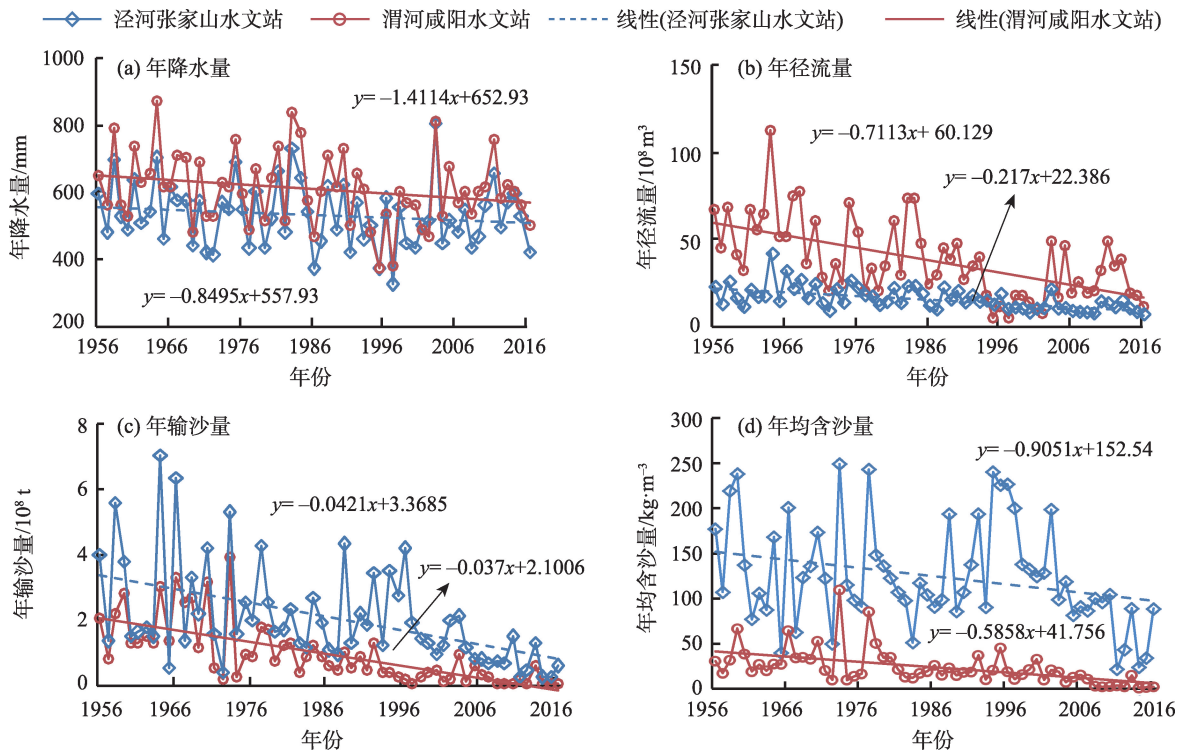 泾河张家山水文站 渭河咸阳水文站 线性(泾河张家山水文站) 线性(渭河咸阳水文站)
(a) 年降水量
y= –1.4114x+652.93
y= –0.8495x+557.93
年降水量/mm
1000
800
600
400
200
1956 1966 1976 1986 1996 2006 2016
年份
(b) 年径流量
y= –0.7113x+ 60.129
y= –0.217x+22.386
年径流量/10⁸ m³
150
100
50
0
1956 1966 1976 1986 1996 2006 2016
年份
(c) 年输沙量
y= –0.0421x+3.3685
y= –0.037x+2.1006
年输沙量/10⁸ t
8
6
4
2
0
1956 1966 1976 1986 1996 2006 2016
年份
(d) 年均含沙量
y= –0.9051x+152.54
y= –0.5858x+41.756
年均含沙量/kg·m⁻³
300
250
200
150
100
50
0
1956 1966 1976 1986 1996 2006 2016
年份